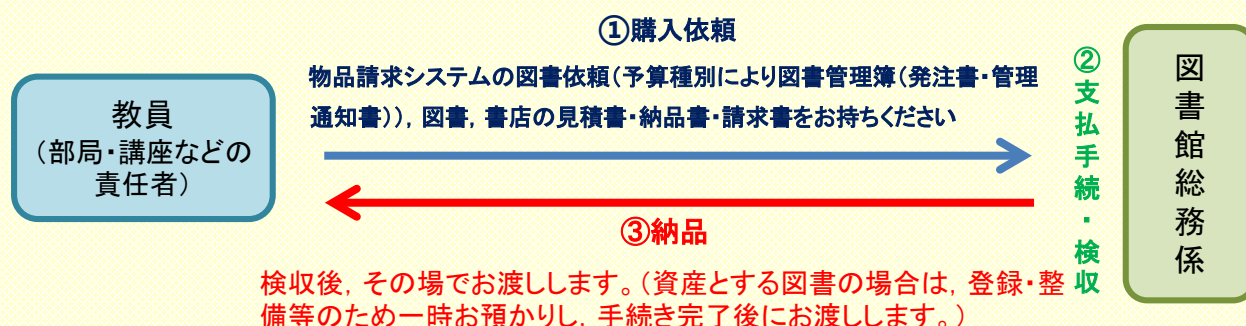 ①購入依頼
物品請求システムの図書依頼(予算種別により図書管理簿(発注書・管理
通知書)), 図書, 書店の見積書・納品書・請求書をお持ちください
教員
(部局・講座などの
責任者)
②支払手続・検収
図書館総務係
③納品
検収後, その場でお渡しします。(資産とする図書の場合は, 登録・整
備等のため一時お預かりし, 手続き完了後にお渡しします。)